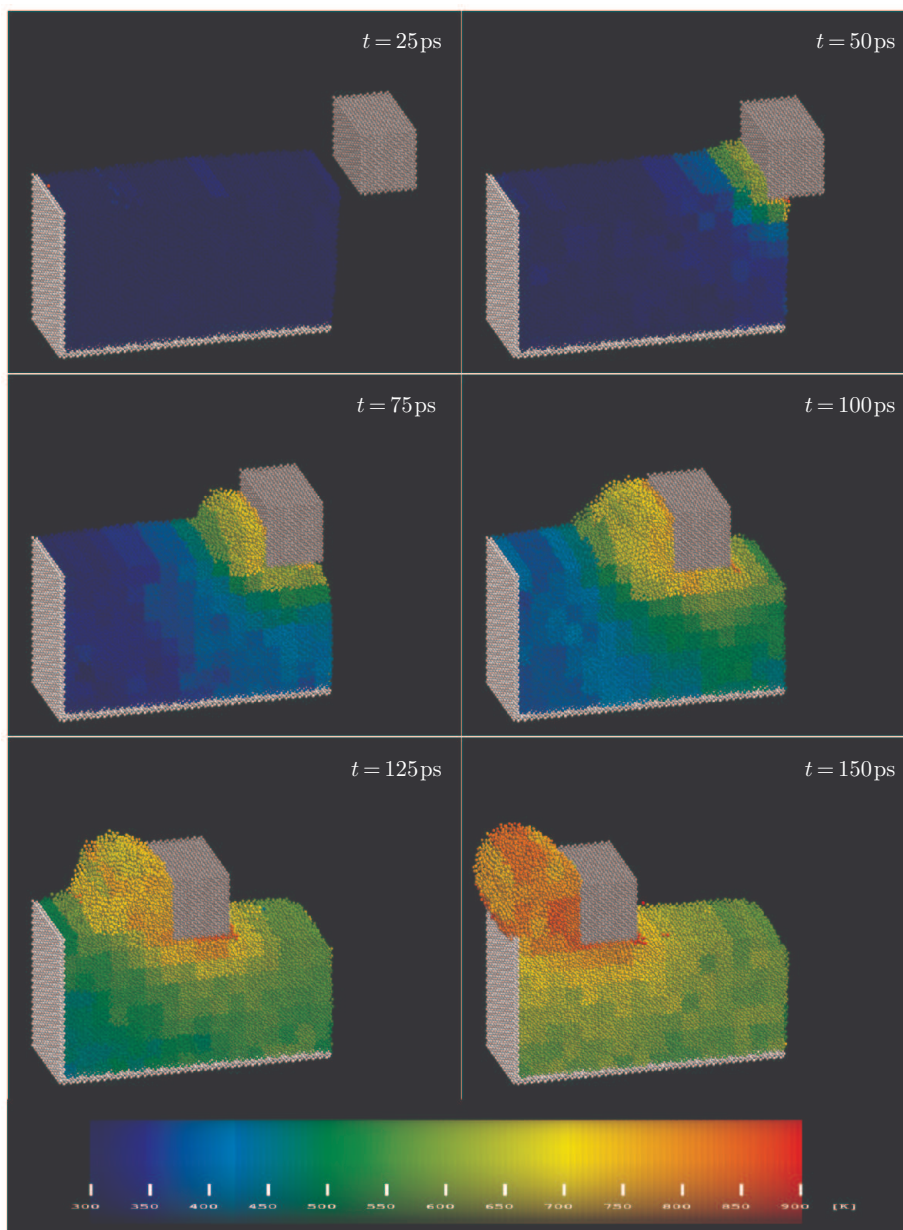 t = 25 ps
t = 50 ps
t = 75 ps
t = 100 ps
t = 125 ps
t = 150 ps
300 350 400 450 500 550 600 650 700 750 800 850 900 [K]